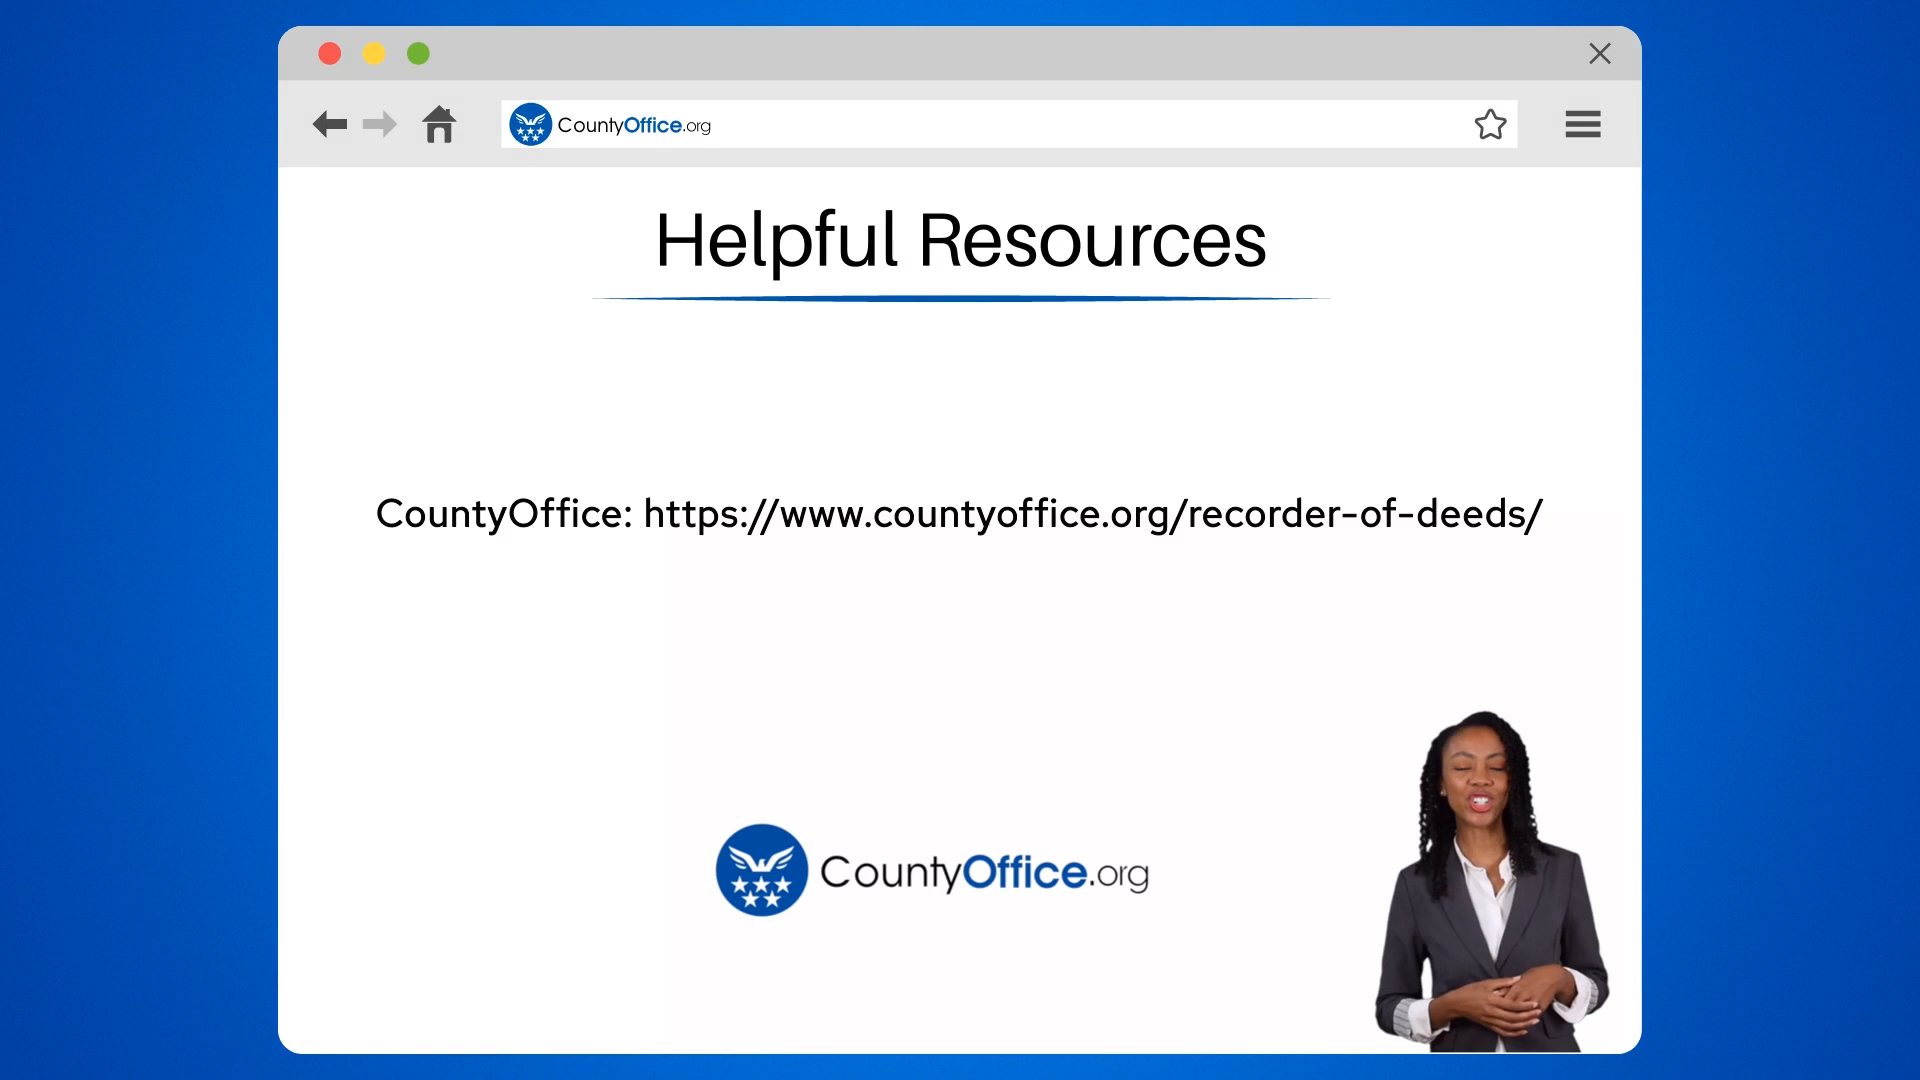 CountyOffice.org
Helpful Resources
CountyOffice: https://www.countyoffice.org/recorder-of-deeds/
CountyOffice.org